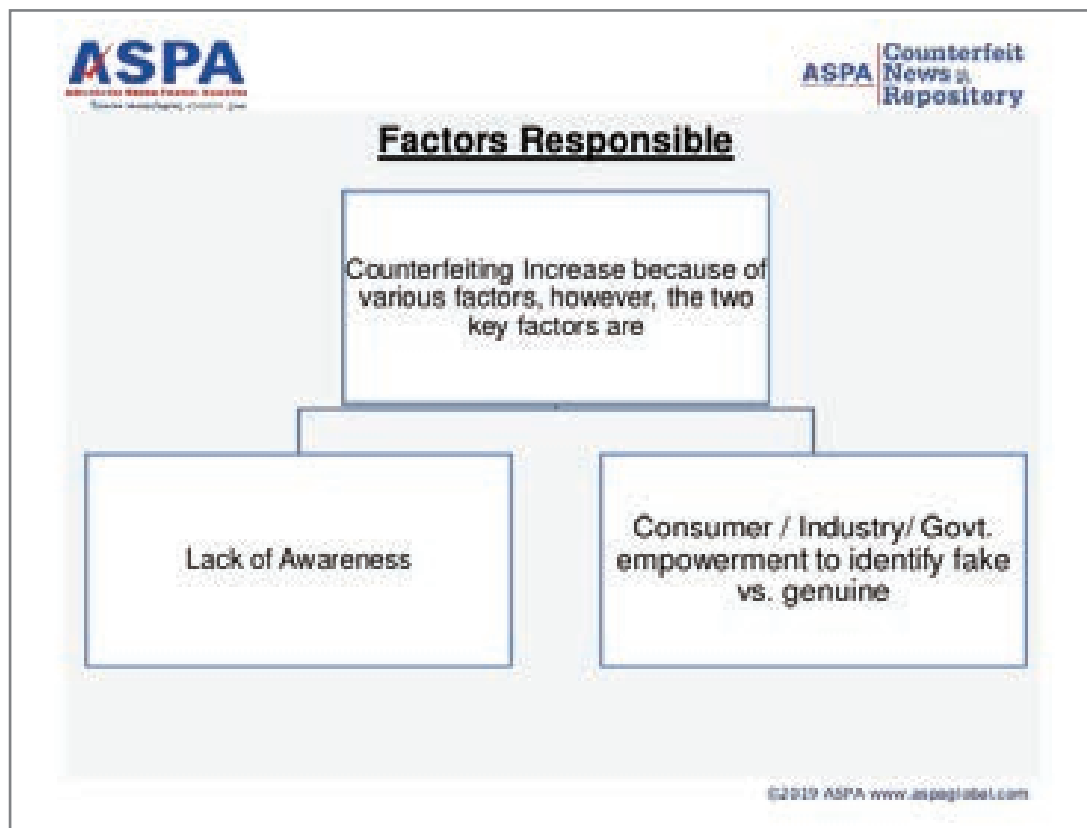 ASPA
ASPA
Counterfeit
News
Repository
Factors Responsible
Counterfeiting Increase because of
various factors, however, the two
key factors are
Lack of Awareness
Consumer / Industry/ Govt.
empowerment to identify fake
vs. genuine
©2019 ASPA www.aspaglobal.com